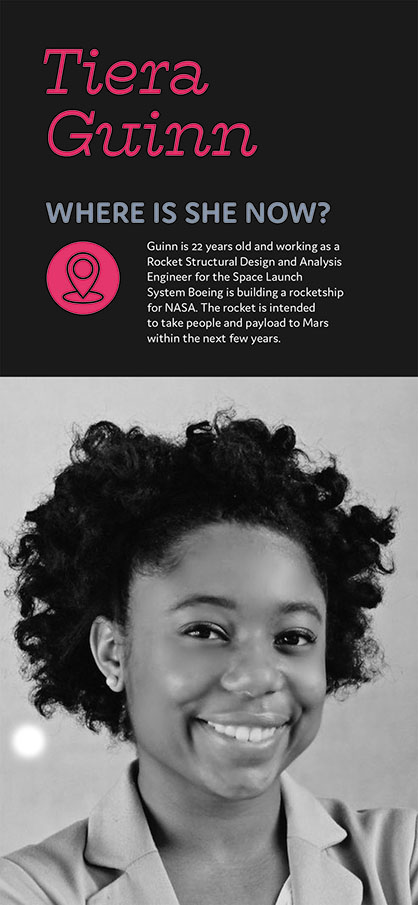 Tiera
Guinn
WHERE IS SHE NOW?
Guinn is 22 years old and working as a
Rocket Structural Design and Analysis
Engineer for the Space Launch
System Boeing is building a rocketship
for NASA. The rocket is intended
to take people and payload to Mars
within the next few years.